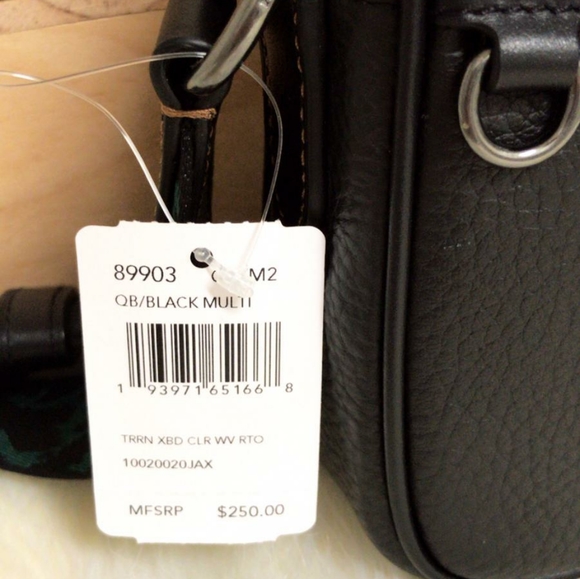 89903
QB/BLACK MULTI
1 93971 65166 8
TRRN XBD CLR WV RTO
10020020JAX
MFSRP $250.00